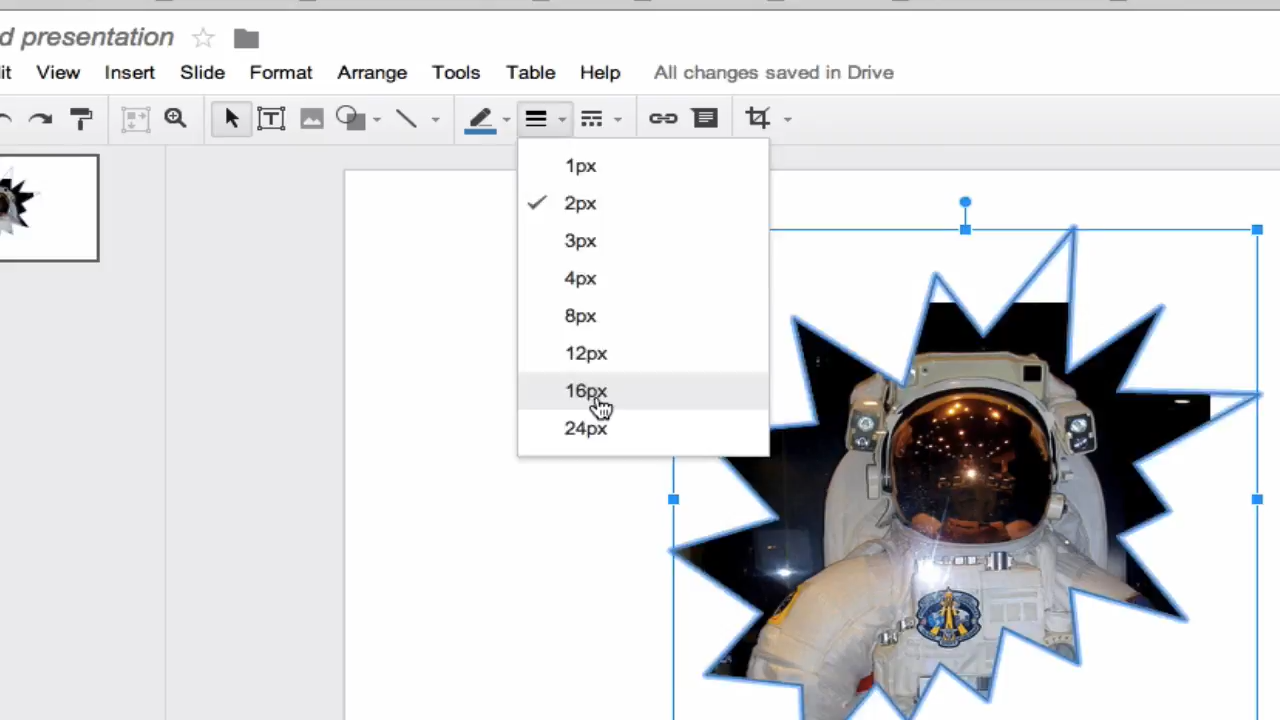 d presentation
it View Insert Slide Format Arrange Tools Table Help All changes saved in Drive
1px
2px
3px
4px
8px
12px
16px
24px